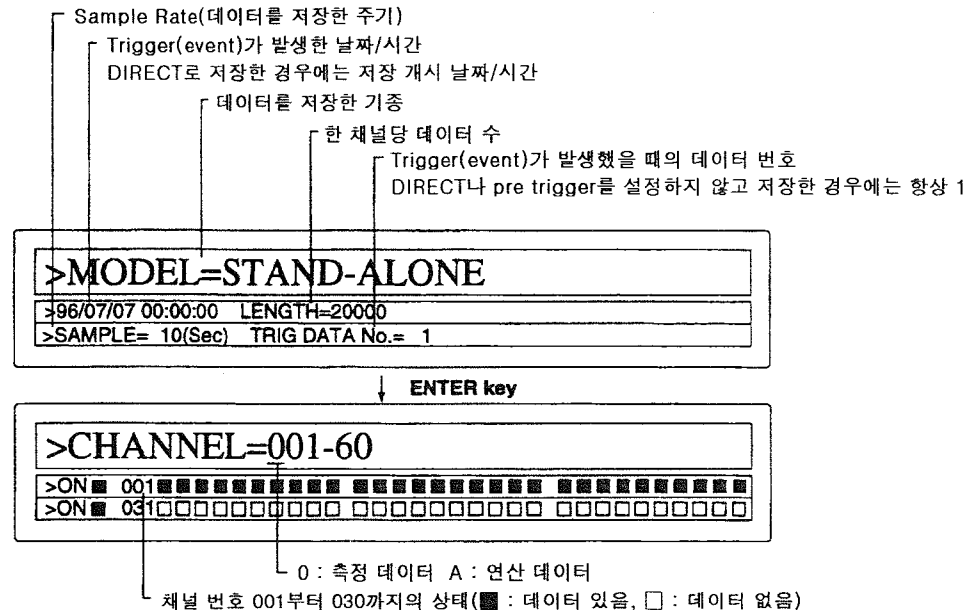 Sample Rate(데이터를 저장한 주기)
Trigger(event)가 발생한 날짜/시간
DIRECT로 저장한 경우에는 저장 개시 날짜/시간
데이터를 저장한 기종
한 채널당 데이터 수
Trigger(event)가 발생했을 때의 데이터 번호
DIRECT나 pre trigger를 설정하지 않고 저장한 경우에는 항상 1
>MODEL=STAND-ALONE
>96/07/07 00:00:00 LENGTH=20000
>SAMPLE= 10(Sec) TRIG DATA No.= 1
↓ ENTER key
>CHANNEL=001-60
>ON■ 001■■■■■■■■■■ ■■■■■■■■■■ ■■■■■■■■■■
>ON■ 031□□□□□□□□□□ □□□□□□□□□□ □□□□□□□□□□
0 : 측정 데이터 A : 연산 데이터
채널 번호 001부터 030까지의 상태(■ : 데이터 있음, □ : 데이터 없음)